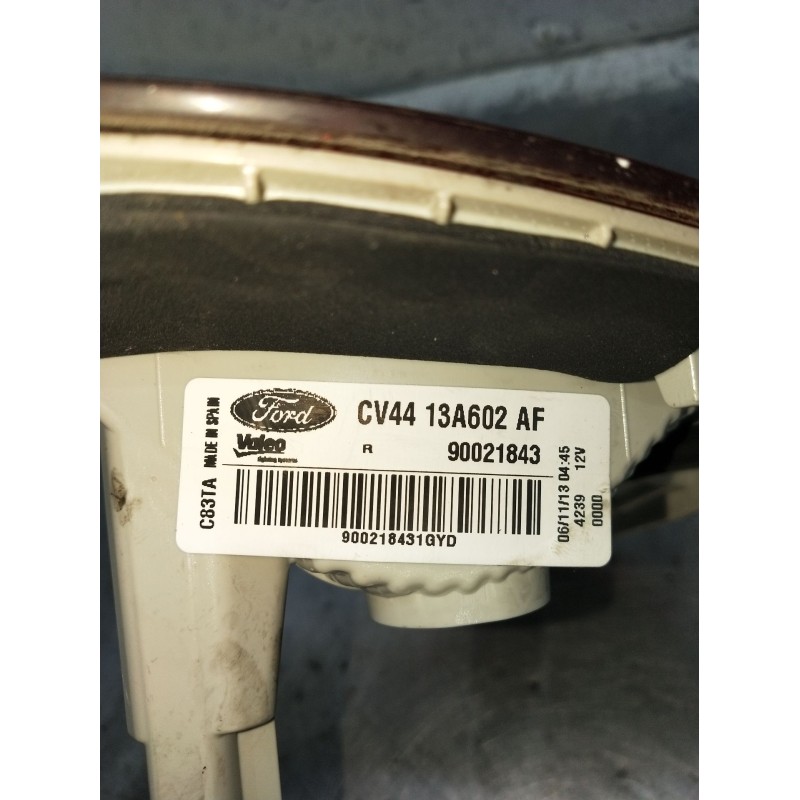 Ford
CV44 13A602 AF
Valeo
R
90021843
900218431GYD
C83TA MADE IN SPAIN
06/11/13 04:45
4239 12V
0000